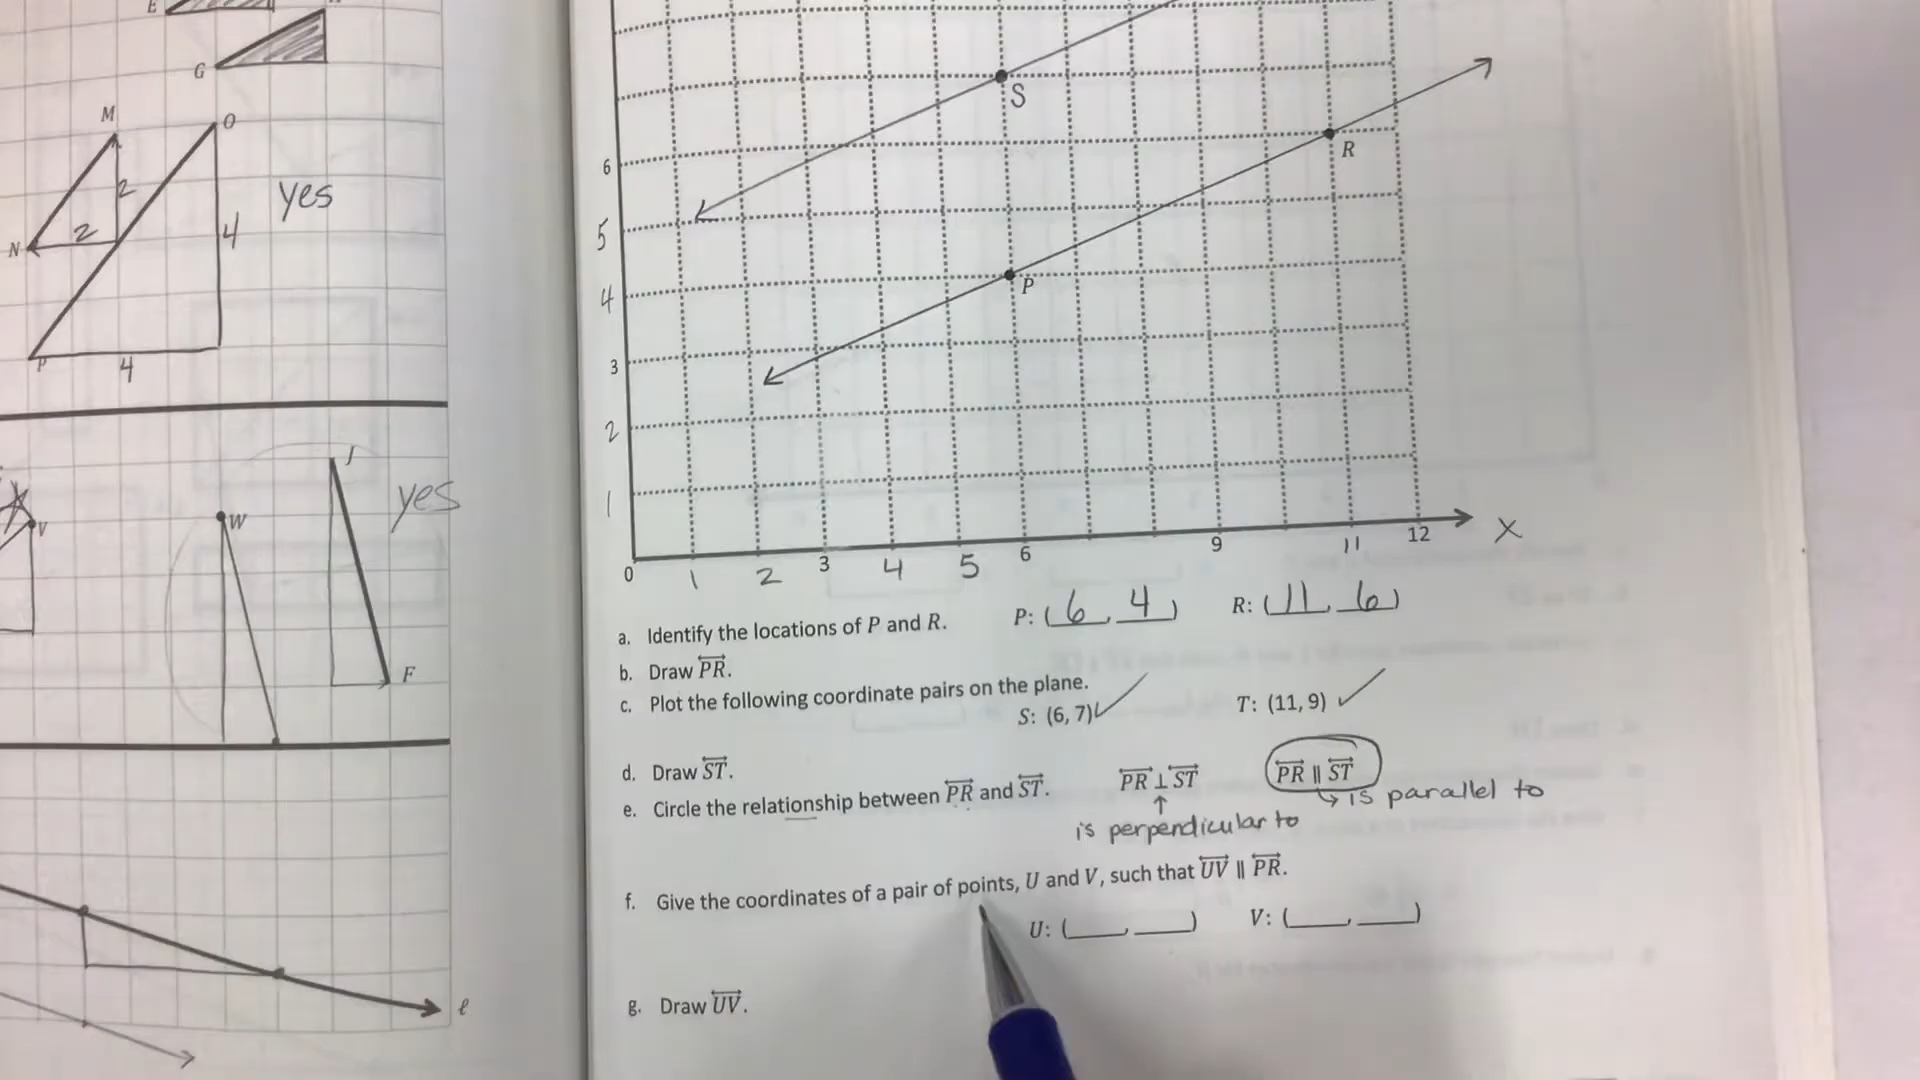 E
G
M
O
2
yes
2
4
N
P
4
J
yes
V
W
F
ℓ
S
6
R
5
4
P
3
2
1
X
0 1 2 3 4 5 6 9 11 12
a. Identify the locations of P and R. P: (6, 4) R: (11, 6)
b. Draw PR.
c. Plot the following coordinate pairs on the plane.
S: (6, 7) T: (11, 9)
d. Draw ST.
e. Circle the relationship between PR and ST. PR ⊥ ST PR ∥ ST
is parallel to
is perpendicular to
f. Give the coordinates of a pair of points, U and V, such that UV ∥ PR.
U: (____, ____) V: (____, ____)
g. Draw UV.